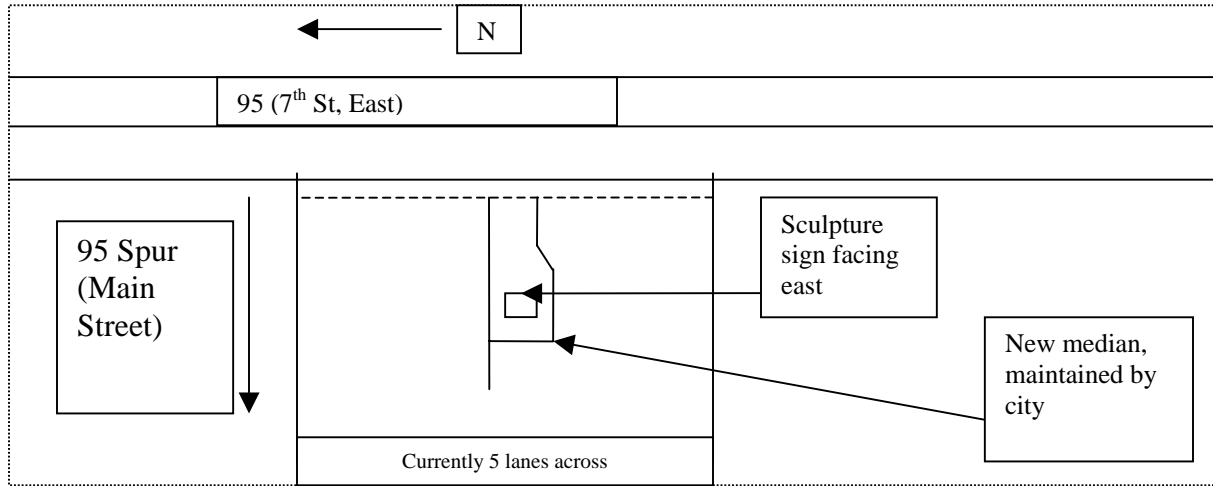 N
95 (7th St, East)
95 Spur
(Main
Street)
Sculpture
sign facing
east
New median,
maintained by
city
Currently 5 lanes across